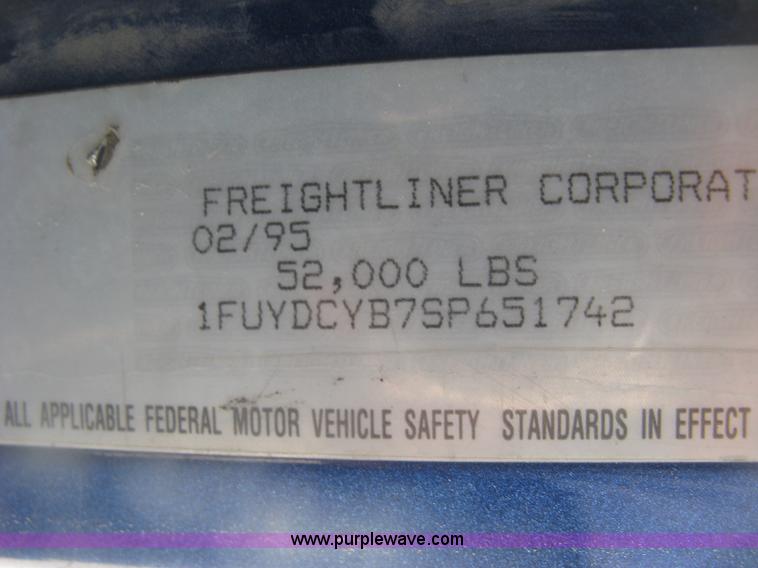 FREIGHTLINER CORPORAT
02/95
52,000 LBS
1FUYDCYB7SP651742
ALL APPLICABLE FEDERAL MOTOR VEHICLE SAFETY STANDARDS IN EFFECT
www.purplewave.com